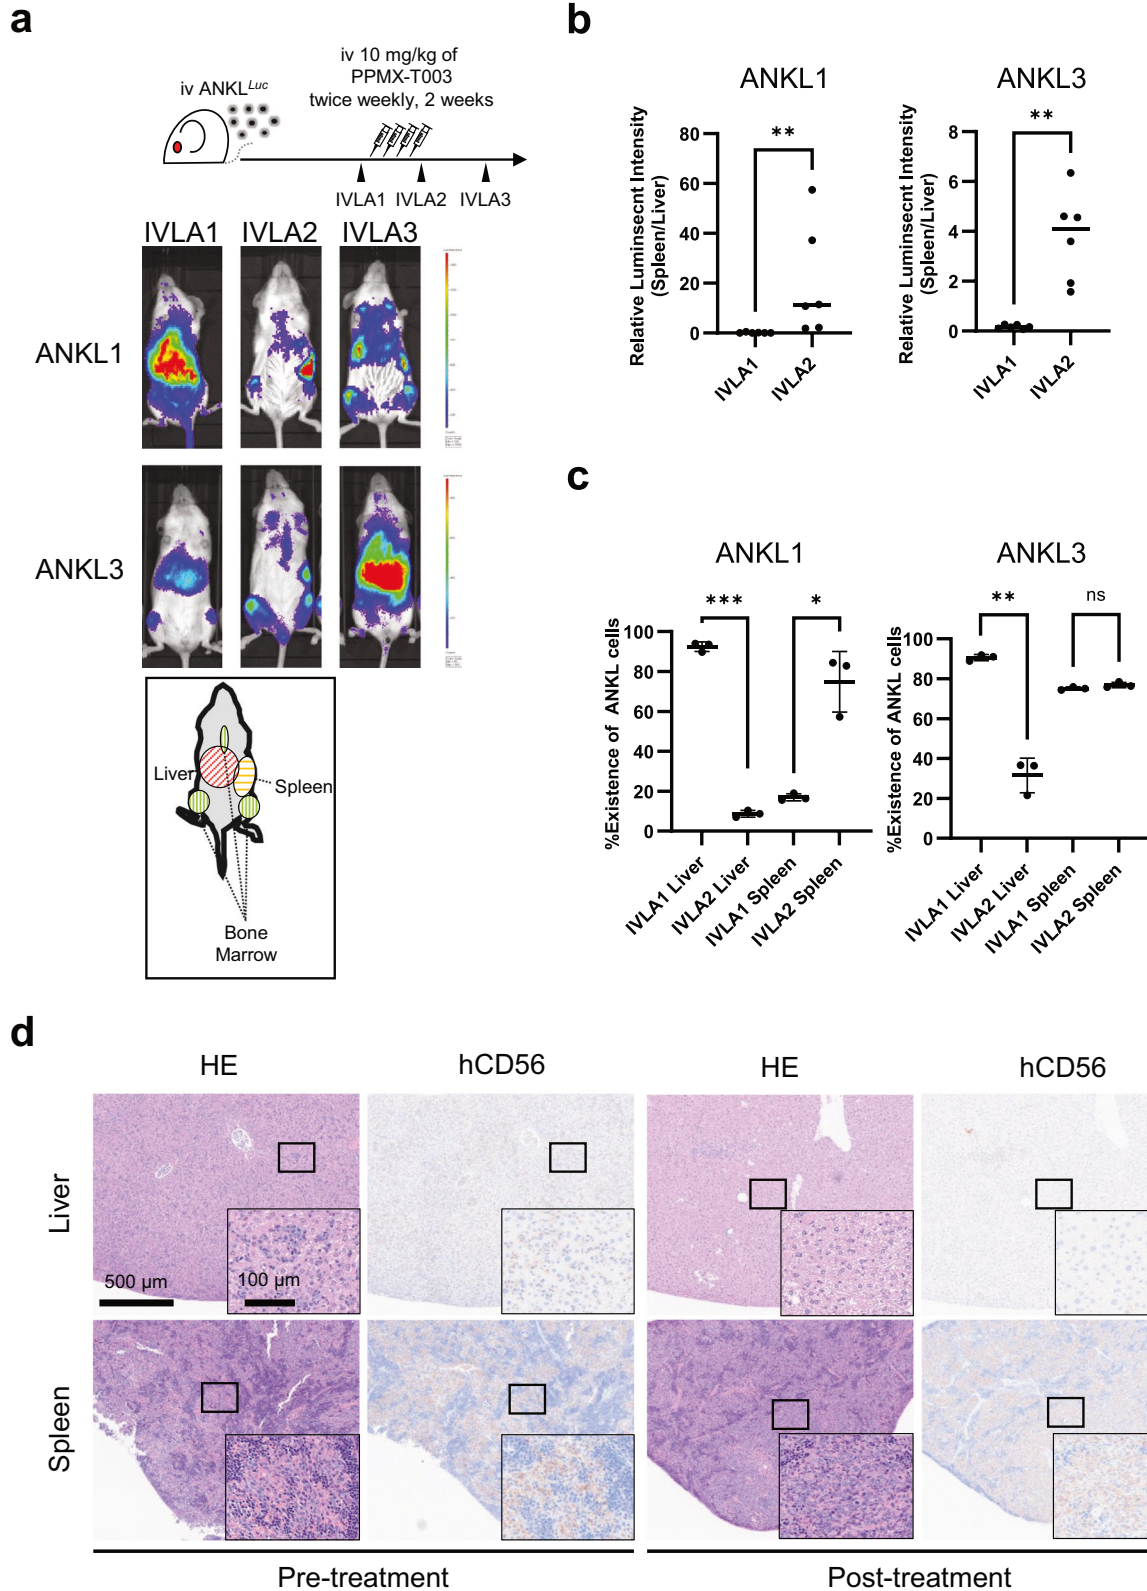 a
iv ANKL^Luc
iv 10 mg/kg of
PPMX-T003
twice weekly, 2 weeks
IVLA1
IVLA2
IVLA3
IVLA1
IVLA2
IVLA3
ANKL1
ANKL3
Liver
Spleen
Bone
Marrow
b
ANKL1
Relative Luminsecnt Intensity
(Spleen/Liver)
80
60
40
20
0
**
IVLA1
IVLA2
ANKL3
Relative Luminsecnt Intensity
(Spleen/Liver)
8
6
4
2
0
**
IVLA1
IVLA2
c
ANKL1
%Existence of ANKL cells
100
80
60
40
20
0
***
*
IVLA1 Liver
IVLA2 Liver
IVLA1 Spleen
IVLA2 Spleen
ANKL3
%Existence of ANKL cells
100
80
60
40
20
0
**
ns
IVLA1 Liver
IVLA2 Liver
IVLA1 Spleen
IVLA2 Spleen
d
HE
hCD56
HE
hCD56
Liver
500 µm
100 µm
Spleen
Pre-treatment
Post-treatment